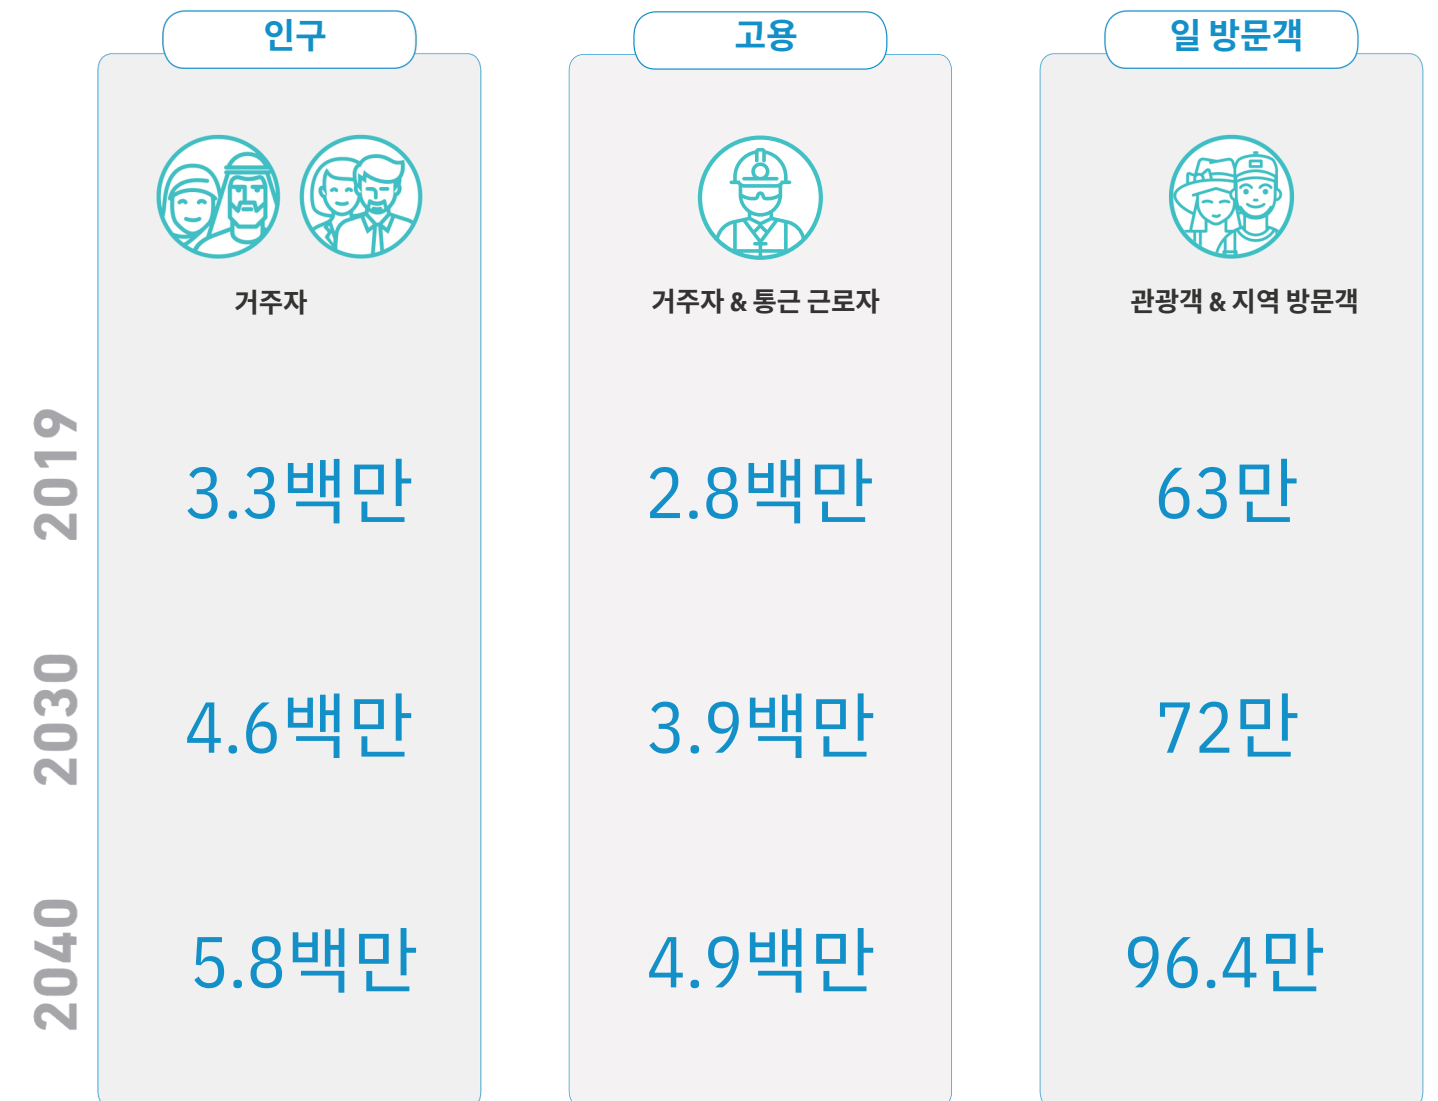 인구
고용
일 방문객
거주자
거주자 & 통근 근로자
관광객 & 지역 방문객
2019
3.3백만
2.8백만
63만
2030
4.6백만
3.9백만
72만
2040
5.8백만
4.9백만
96.4만